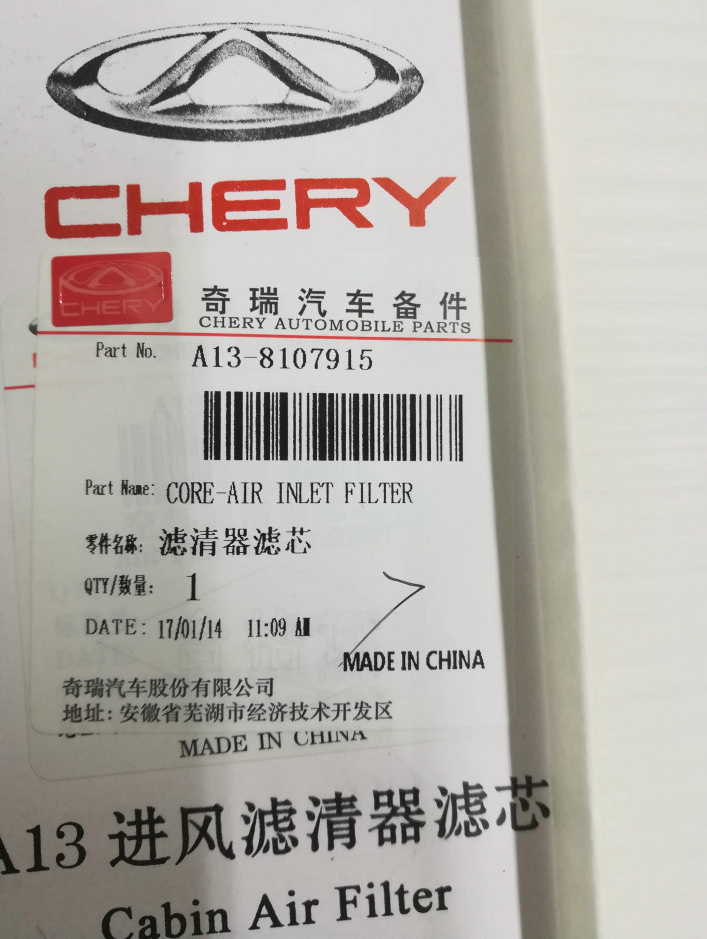 CHERY
CHERY
奇瑞汽车备件
CHERY AUTOMOBILE PARTS
Part No. A13-8107915
Part Name: CORE-AIR INLET FILTER
零件名称: 滤清器滤芯
QTY/数量: 1
DATE: 17/01/14 11:09 AM
MADE IN CHINA
奇瑞汽车股份有限公司
地址: 安徽省芜湖市经济技术开发区
MADE IN CHINA
A13 进风滤清器滤芯
Cabin Air Filter